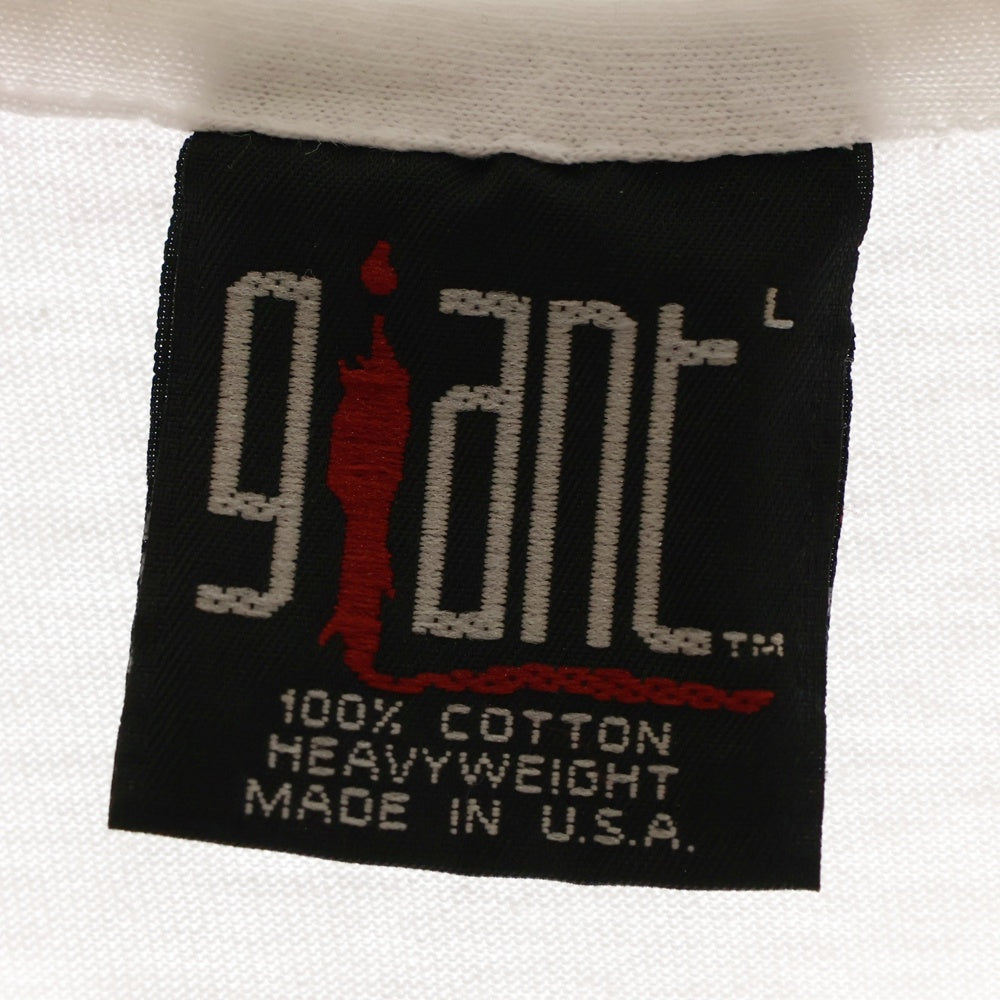 giant L
TM
100% COTTON
HEAVYWEIGHT
MADE IN U.S.A.